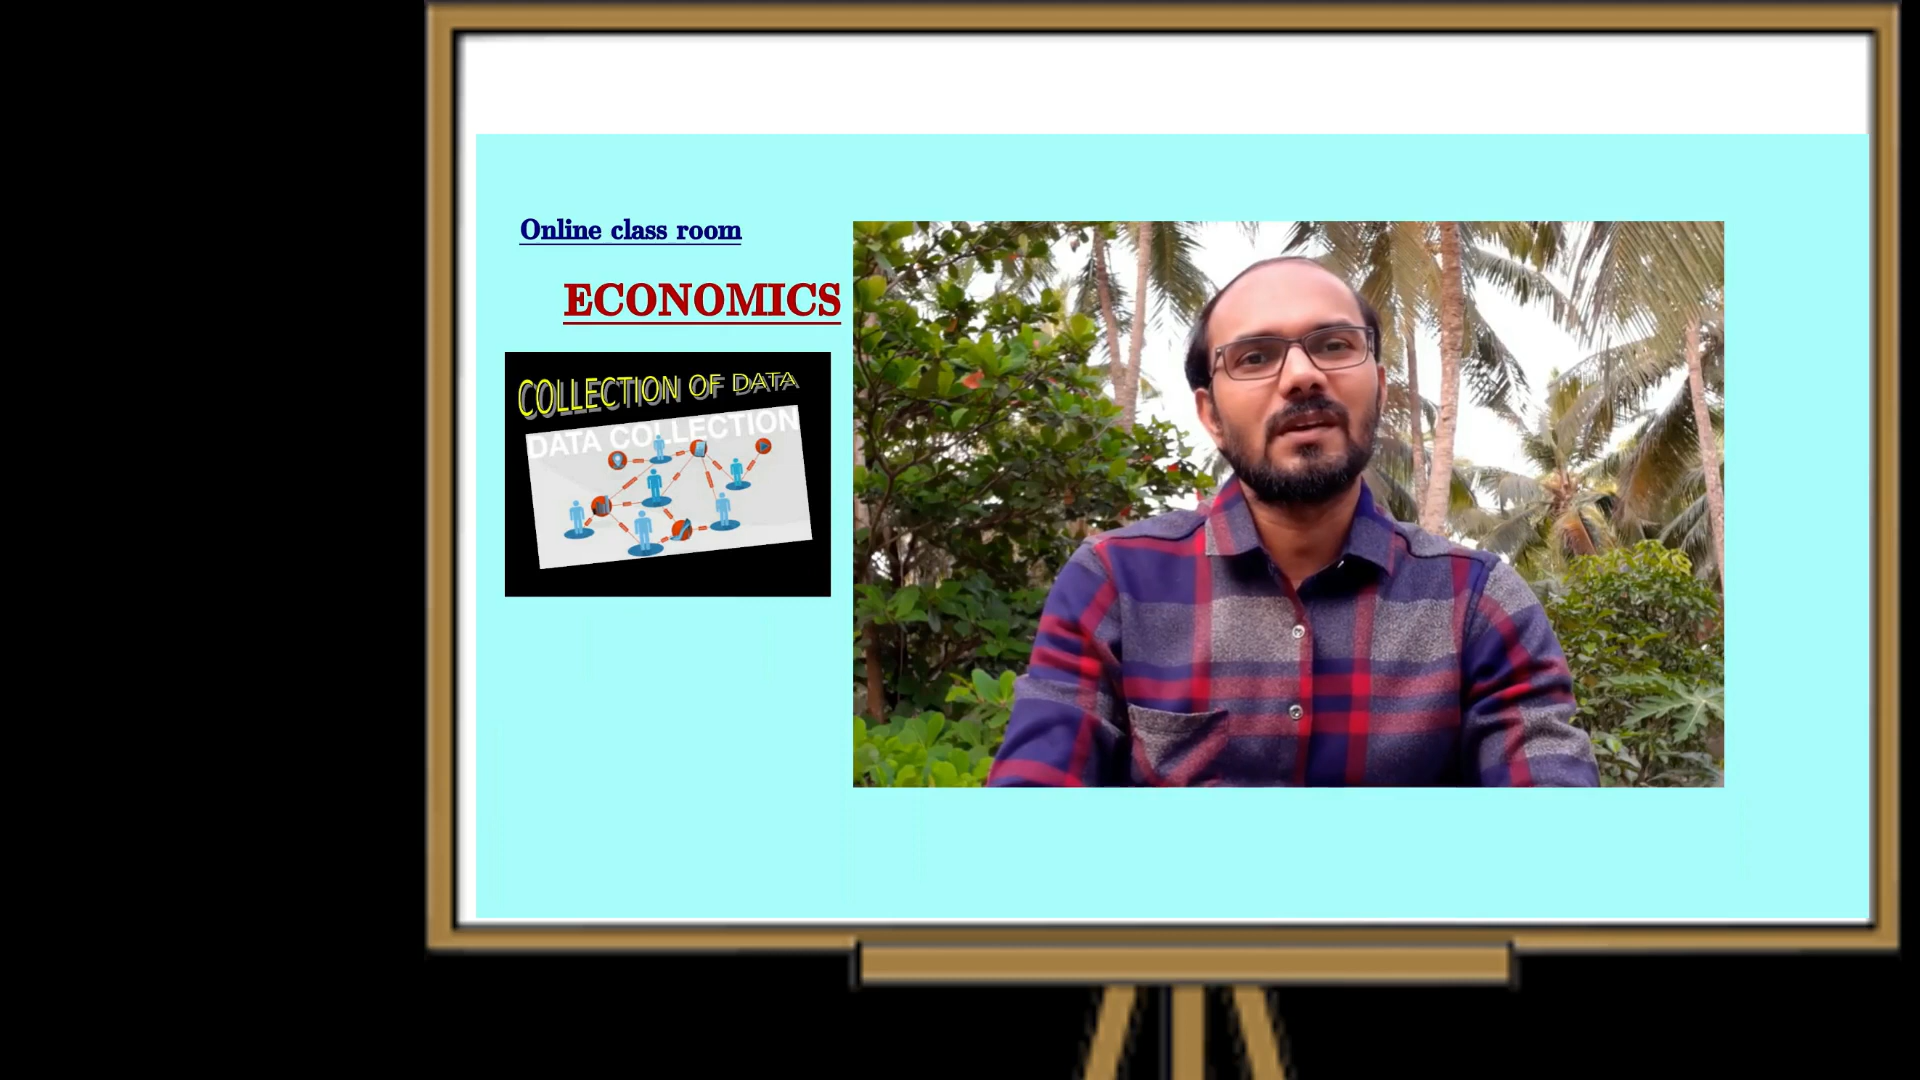 Online class room
ECONOMICS
COLLECTION OF DATA
DATA COLLECTION